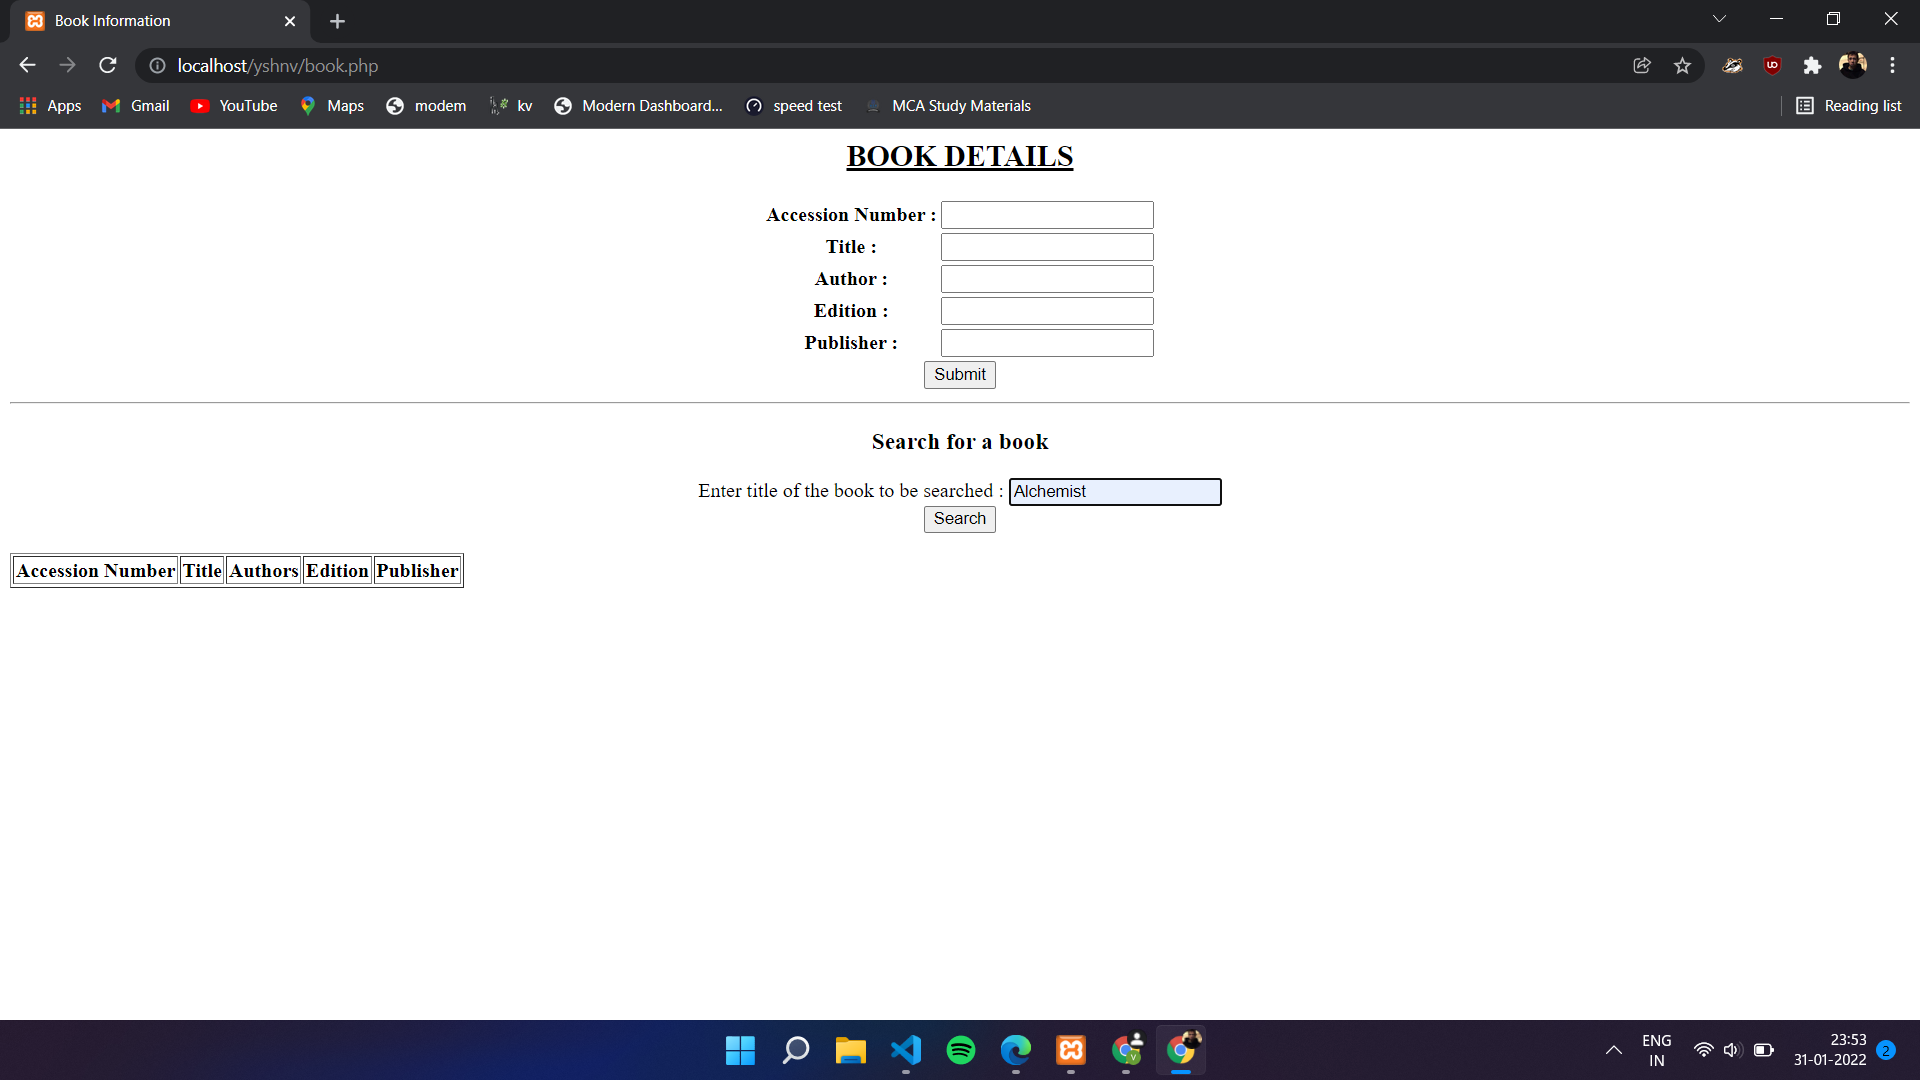 Book Information
localhost/yshnv/book.php
Apps Gmail YouTube Maps modem kv Modern Dashboard... speed test MCA Study Materials Reading list
BOOK DETAILS
Accession Number :
Title :
Author :
Edition :
Publisher :
Submit
Search for a book
Enter title of the book to be searched : Alchemist
Search
Accession Number Title Authors Edition Publisher
ENG 23:53
IN 31-01-2022 2